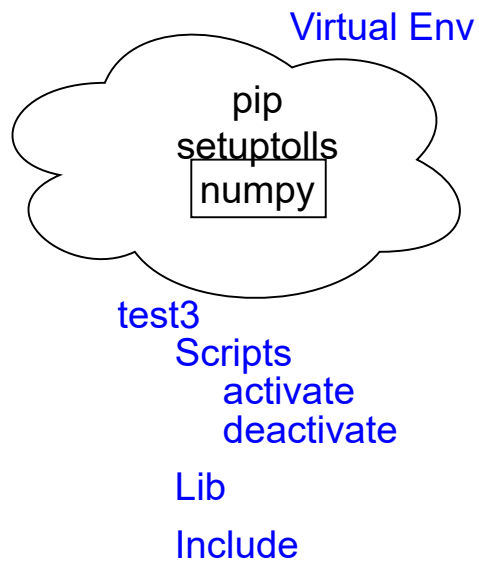 Virtual Env
pip
setuptolls
numpy
test3
Scripts
activate
deactivate
Lib
Include